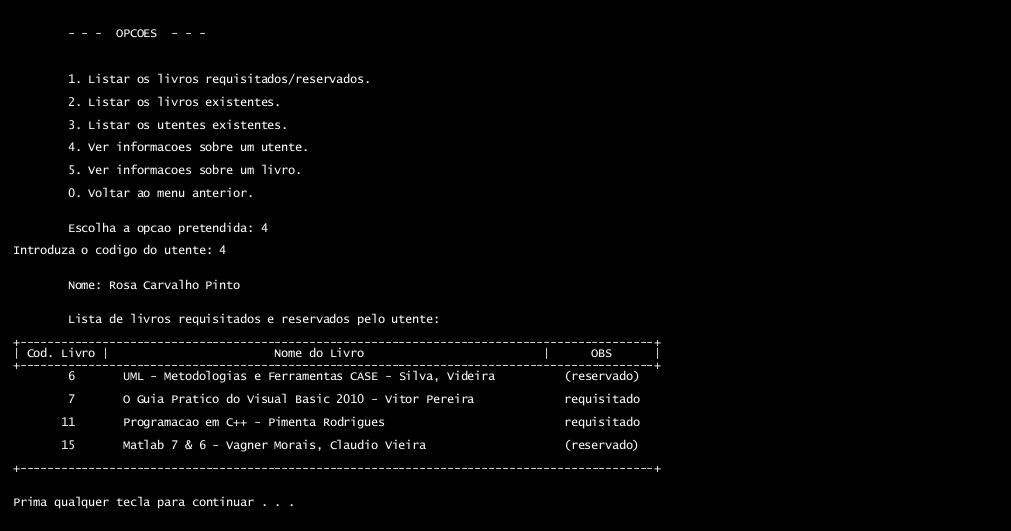 - - -  OPCOES  - - -
1. Listar os livros requisitados/reservados.
2. Listar os livros existentes.
3. Listar os utentes existentes.
4. Ver informacoes sobre um utente.
5. Ver informacoes sobre um livro.
0. Voltar ao menu anterior.
Escolha a opcao pretendida: 4
Introduza o codigo do utente: 4
Nome: Rosa Carvalho Pinto
Lista de livros requisitados e reservados pelo utente:
| Cod. Livro | Nome do Livro | OBS |
6 UML - Metodologias e Ferramentas CASE - Silva, Videira (reservado)
7 O Guia Pratico do Visual Basic 2010 - Vitor Pereira requisitado
11 Programacao em C++ - Pimenta Rodrigues requisitado
15 Matlab 7 & 6 - Vagner Morais, Claudio Vieira (reservado)
Prima qualquer tecla para continuar . . .